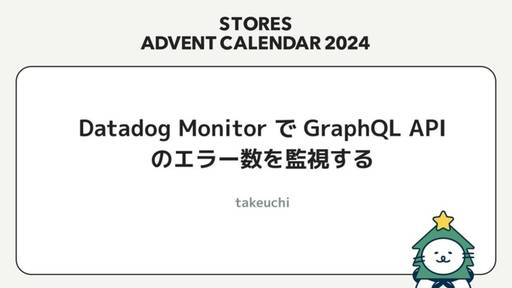 STORES
ADVENT CALENDAR 2024
Datadog Monitor で GraphQL API
のエラー数を監視する
takeuchi